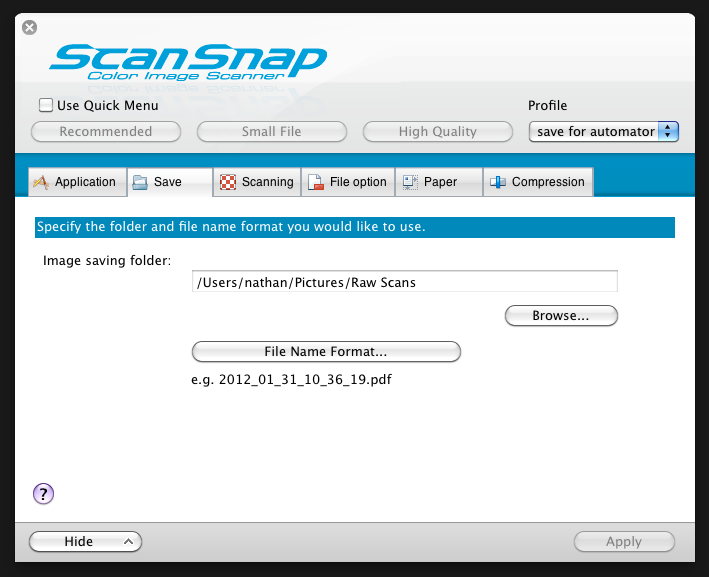 ScanSnap
Color Image Scanner
Use Quick Menu
Profile
Recommended
Small File
High Quality
save for automator
Application
Save
Scanning
File option
Paper
Compression
Specify the folder and file name format you would like to use.
Image saving folder:
/Users/nathan/Pictures/Raw Scans
Browse...
File Name Format...
e.g. 2012_01_31_10_36_19.pdf
?
Hide
Apply